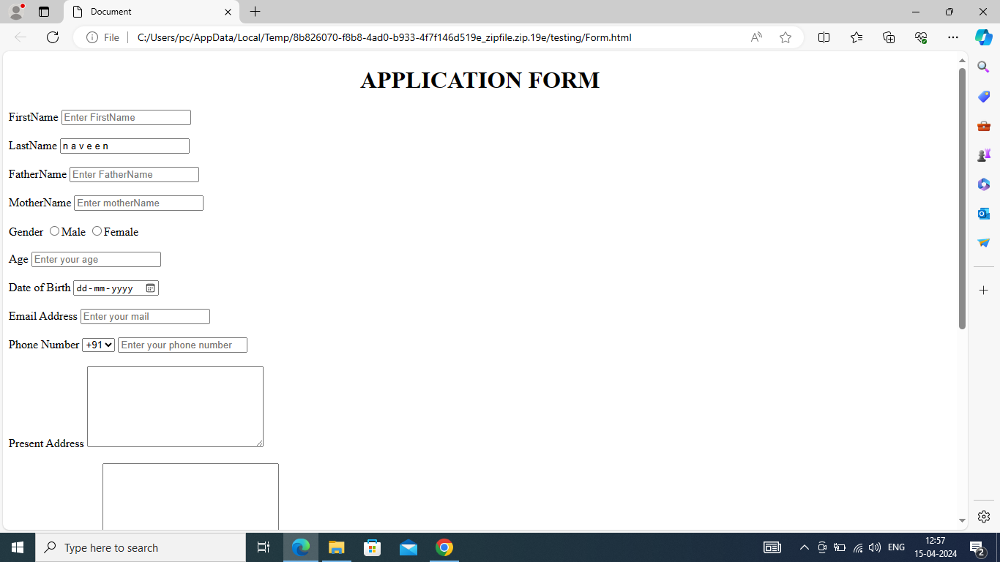 Document
File
C:/Users/pc/AppData/Local/Temp/8b826070-f8b8-4ad0-b933-4f7f146d519e_zipfile.zip.19e/testing/Form.html
APPLICATION FORM
FirstName Enter FirstName
LastName n a v e e n
FatherName Enter FatherName
MotherName Enter motherName
Gender Male Female
Age Enter your age
Date of Birth dd-mm-yyyy
Email Address Enter your mail
Phone Number +91 Enter your phone number
Present Address
Type here to search
ENG
12:57
15-04-2024
2